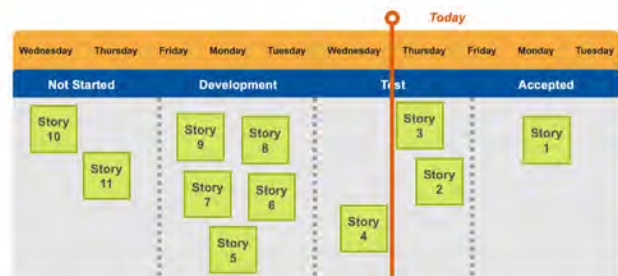 Today
Wednesday Thursday Friday Monday Tuesday Wednesday Thursday Friday Monday Tuesday
Not Started Development Test Accepted
Story
10
Story
11
Story
9
Story
8
Story
7
Story
6
Story
5
Story
4
Story
3
Story
2
Story
1